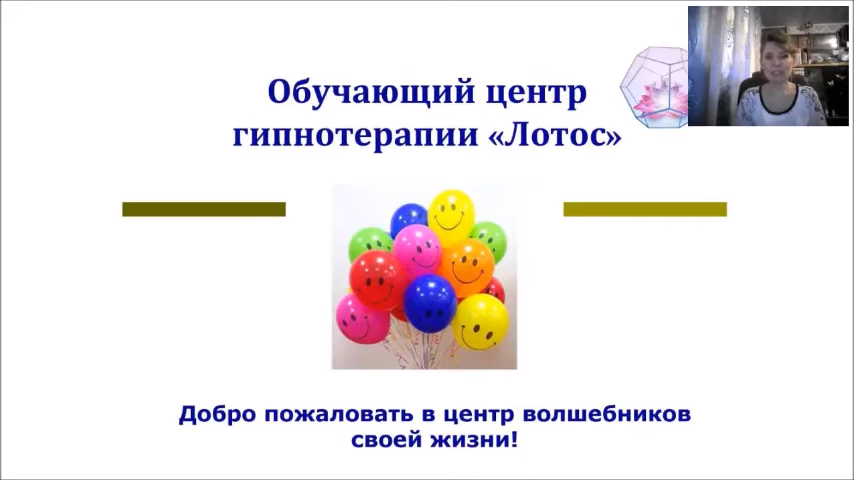 Обучающий центр
гипнотерапии «Лотос»
Добро пожаловать в центр волшебников
своей жизни!